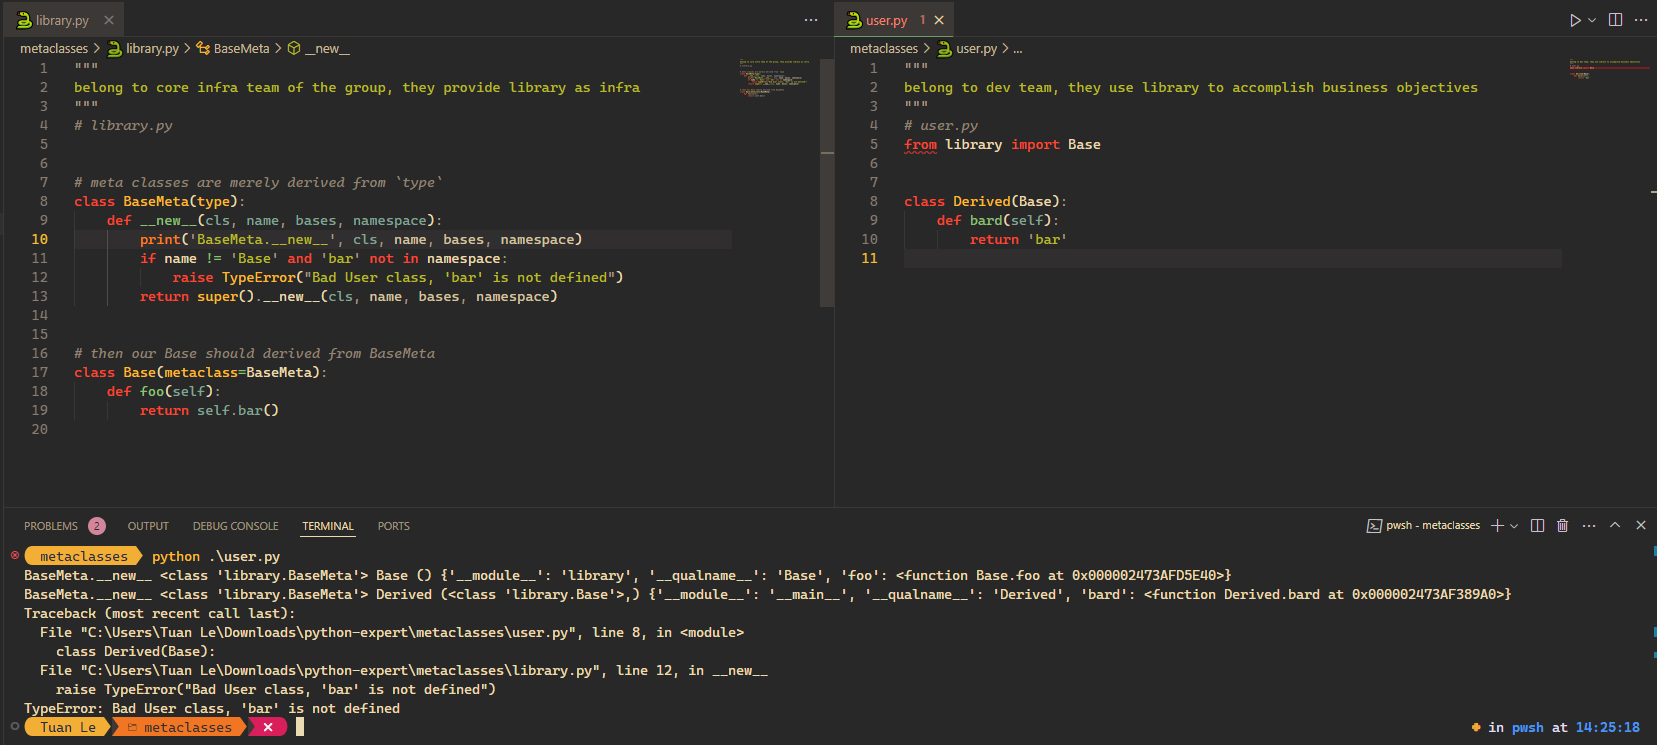 library.py
metaclasses > library.py > BaseMeta > __new__
1 """
2 belong to core infra team of the group, they provide library as infra
3 """
4 # library.py
5
6
7 # meta classes are merely derived from `type`
8 class BaseMeta(type):
9     def __new__(cls, name, bases, namespace):
10         print('BaseMeta.__new__', cls, name, bases, namespace)
11         if name != 'Base' and 'bar' not in namespace:
12             raise TypeError("Bad User class, 'bar' is not defined")
13         return super().__new__(cls, name, bases, namespace)
14
15
16 # then our Base should derived from BaseMeta
17 class Base(metaclass=BaseMeta):
18     def foo(self):
19         return self.bar()
20
user.py 1
metaclasses > user.py > ...
1 """
2 belong to dev team, they use library to accomplish business objectives
3 """
4 # user.py
5 from library import Base
6
7
8 class Derived(Base):
9     def bard(self):
10         return 'bar'
11
PROBLEMS 2 OUTPUT DEBUG CONSOLE TERMINAL PORTS pwsh - metaclasses
metaclasses python .\user.py
BaseMeta.__new__ <class 'library.BaseMeta'> Base () {'__module__': 'library', '__qualname__': 'Base', 'foo': <function Base.foo at 0x000002473AFD5E40>}
BaseMeta.__new__ <class 'library.BaseMeta'> Derived (<class 'library.Base'>,) {'__module__': '__main__', '__qualname__': 'Derived', 'bard': <function Derived.bard at 0x000002473AF389A0>}
Traceback (most recent call last):
  File "C:\Users\Tuan Le\Downloads\python-expert\metaclasses\user.py", line 8, in <module>
    class Derived(Base):
  File "C:\Users\Tuan Le\Downloads\python-expert\metaclasses\library.py", line 12, in __new__
    raise TypeError("Bad User class, 'bar' is not defined")
TypeError: Bad User class, 'bar' is not defined
Tuan Le metaclasses in pwsh at 14:25:18